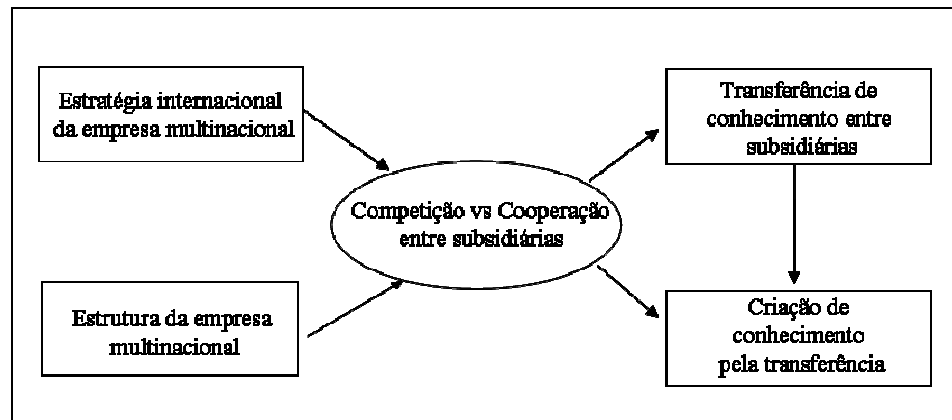 Estratégia internacional
da empresa multinacional
Estrutura da empresa
multinacional
Competição vs Cooperação
entre subsidiárias
Transferência de
conhecimento entre
subsidiárias
Criação de
conhecimento
pela transferência